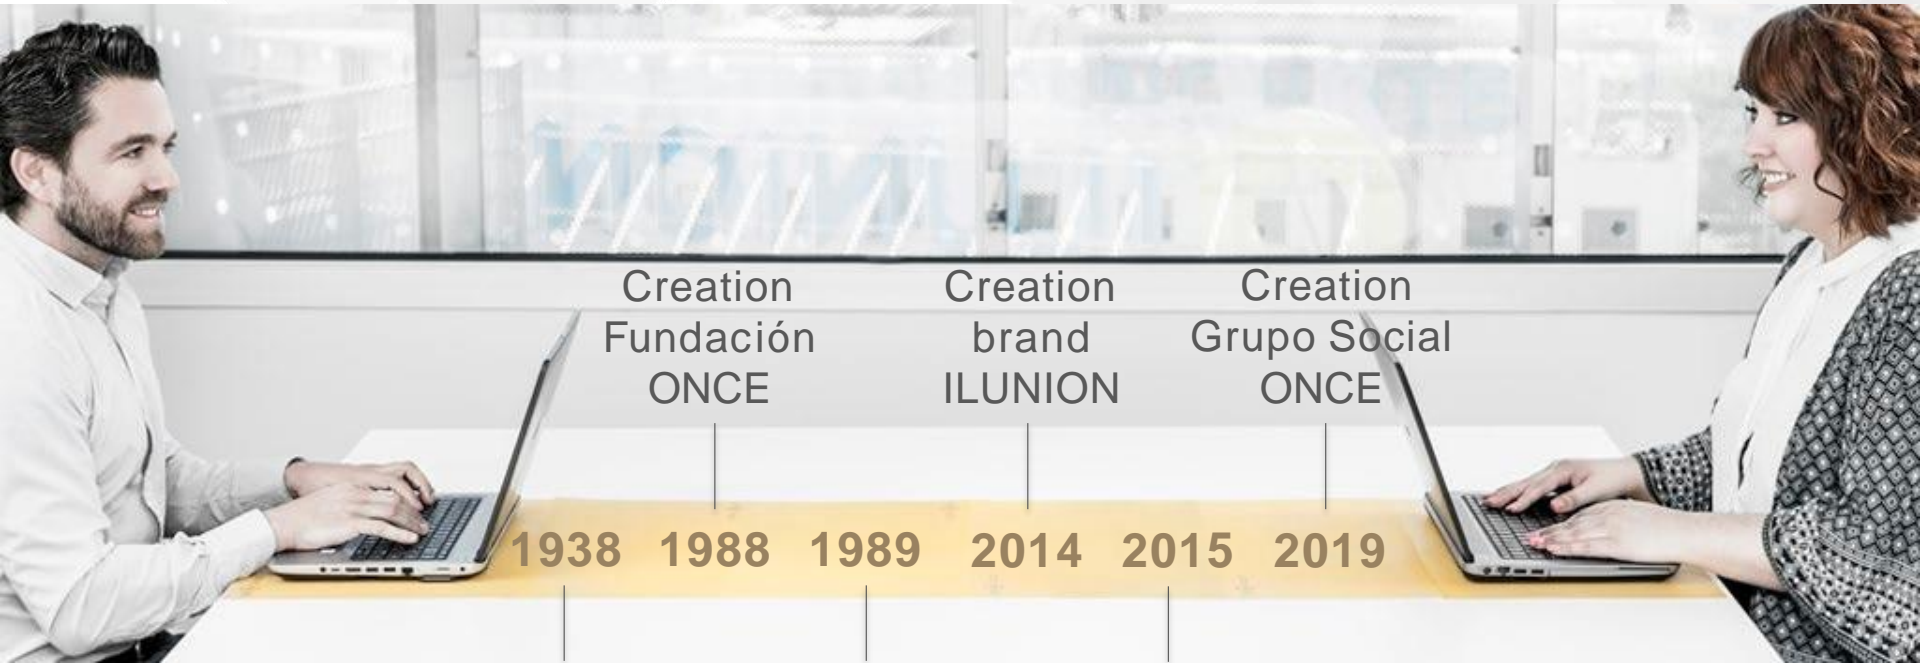 Creation
Fundación
ONCE
Creation
brand
ILUNION
Creation
Grupo Social
ONCE
1938 1988 1989 2014 2015 2019